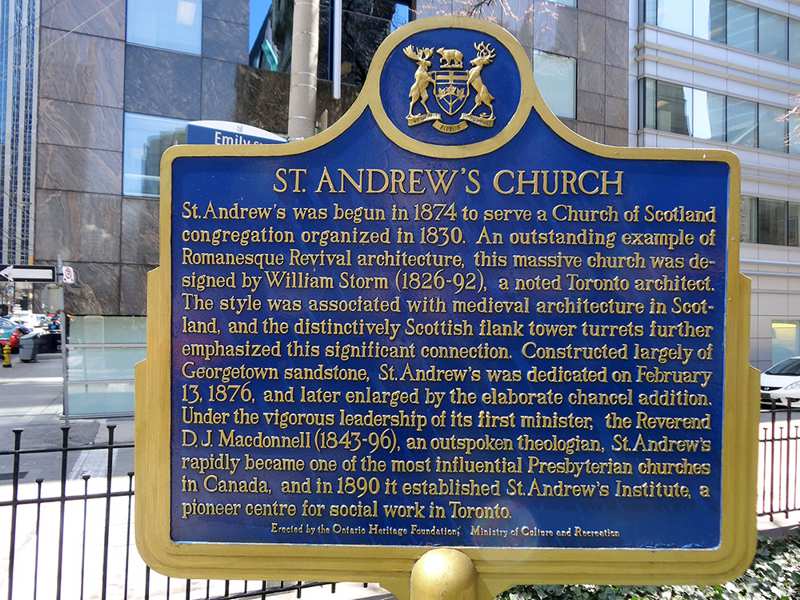 Emily
ST. ANDREW'S CHURCH
St. Andrew's was begun in 1874 to serve a Church of Scotland
congregation organized in 1830. An outstanding example of
Romanesque Revival architecture, this massive church was de-
signed by William Storm (1826-92), a noted Toronto architect.
The style was associated with medieval architecture in Scot-
land, and the distinctively Scottish flank tower turrets further
emphasized this significant connection. Constructed largely of
Georgetown sandstone, St. Andrew's was dedicated on February
13, 1876, and later enlarged by the elaborate chancel addition.
Under the vigorous leadership of its first minister, the Reverend
D. J. Macdonnell (1843-96), an outspoken theologian, St. Andrew's
rapidly became one of the most influential Presbyterian churches
in Canada, and in 1890 it established St. Andrew's Institute, a
pioneer centre for social work in Toronto.
Erected by the Ontario Heritage Foundation, Ministry of Culture and Recreation